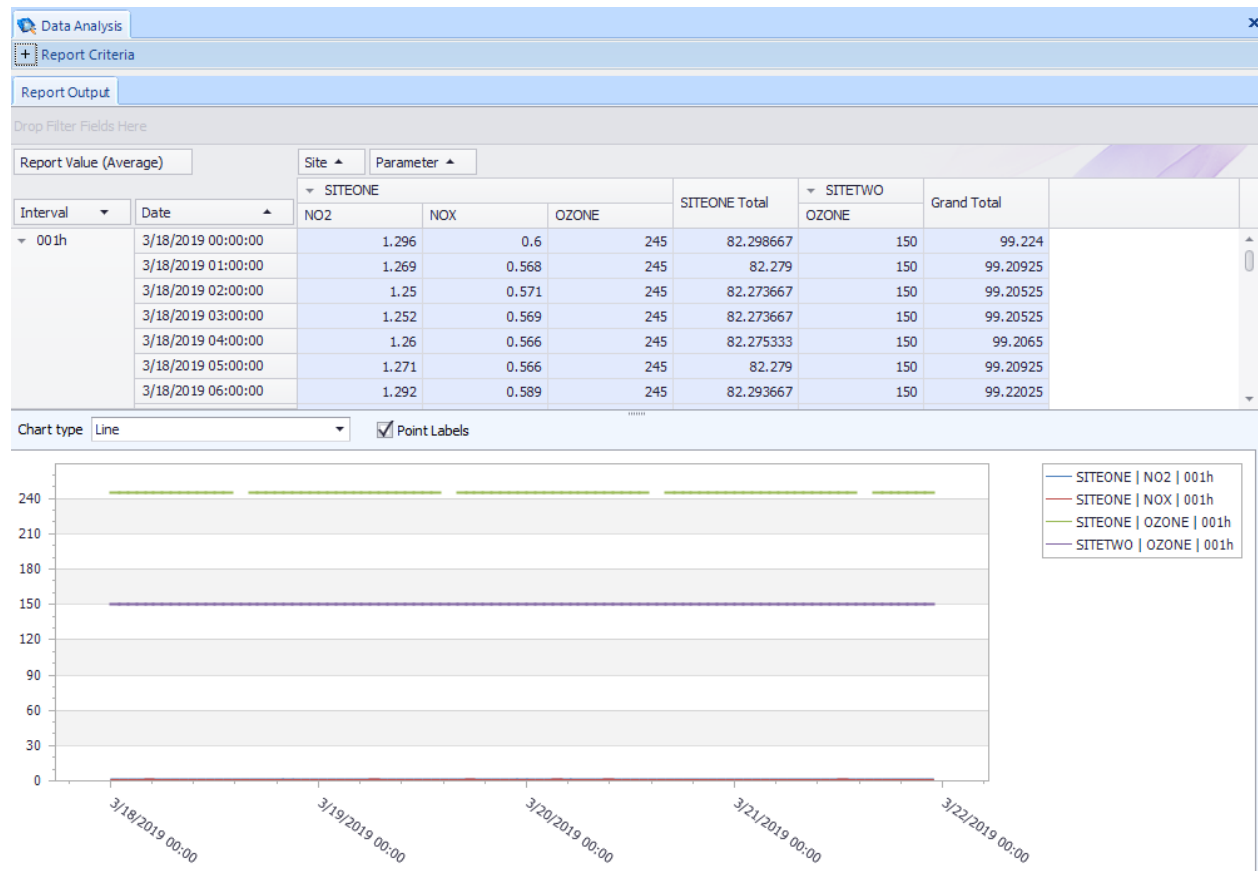 Data Analysis
+ Report Criteria
Report Output
Drop Filter Fields Here
Report Value (Average) Site Parameter
SITEONE SITEONE Total SITETWO Grand Total
Interval Date NO2 NOX OZONE OZONE
001h 3/18/2019 00:00:00 1.296 0.6 245 82.298667 150 99.224
3/18/2019 01:00:00 1.269 0.568 245 82.279 150 99.20925
3/18/2019 02:00:00 1.25 0.571 245 82.273667 150 99.20525
3/18/2019 03:00:00 1.252 0.569 245 82.273667 150 99.20525
3/18/2019 04:00:00 1.26 0.566 245 82.275333 150 99.2065
3/18/2019 05:00:00 1.271 0.566 245 82.279 150 99.20925
3/18/2019 06:00:00 1.292 0.589 245 82.293667 150 99.22025
Chart type Line Point Labels
SITEONE | NO2 | 001h
SITEONE | NOX | 001h
SITEONE | OZONE | 001h
SITETWO | OZONE | 001h
240
210
180
150
120
90
60
30
0
3/18/2019 00:00
3/19/2019 00:00
3/20/2019 00:00
3/21/2019 00:00
3/22/2019 00:00